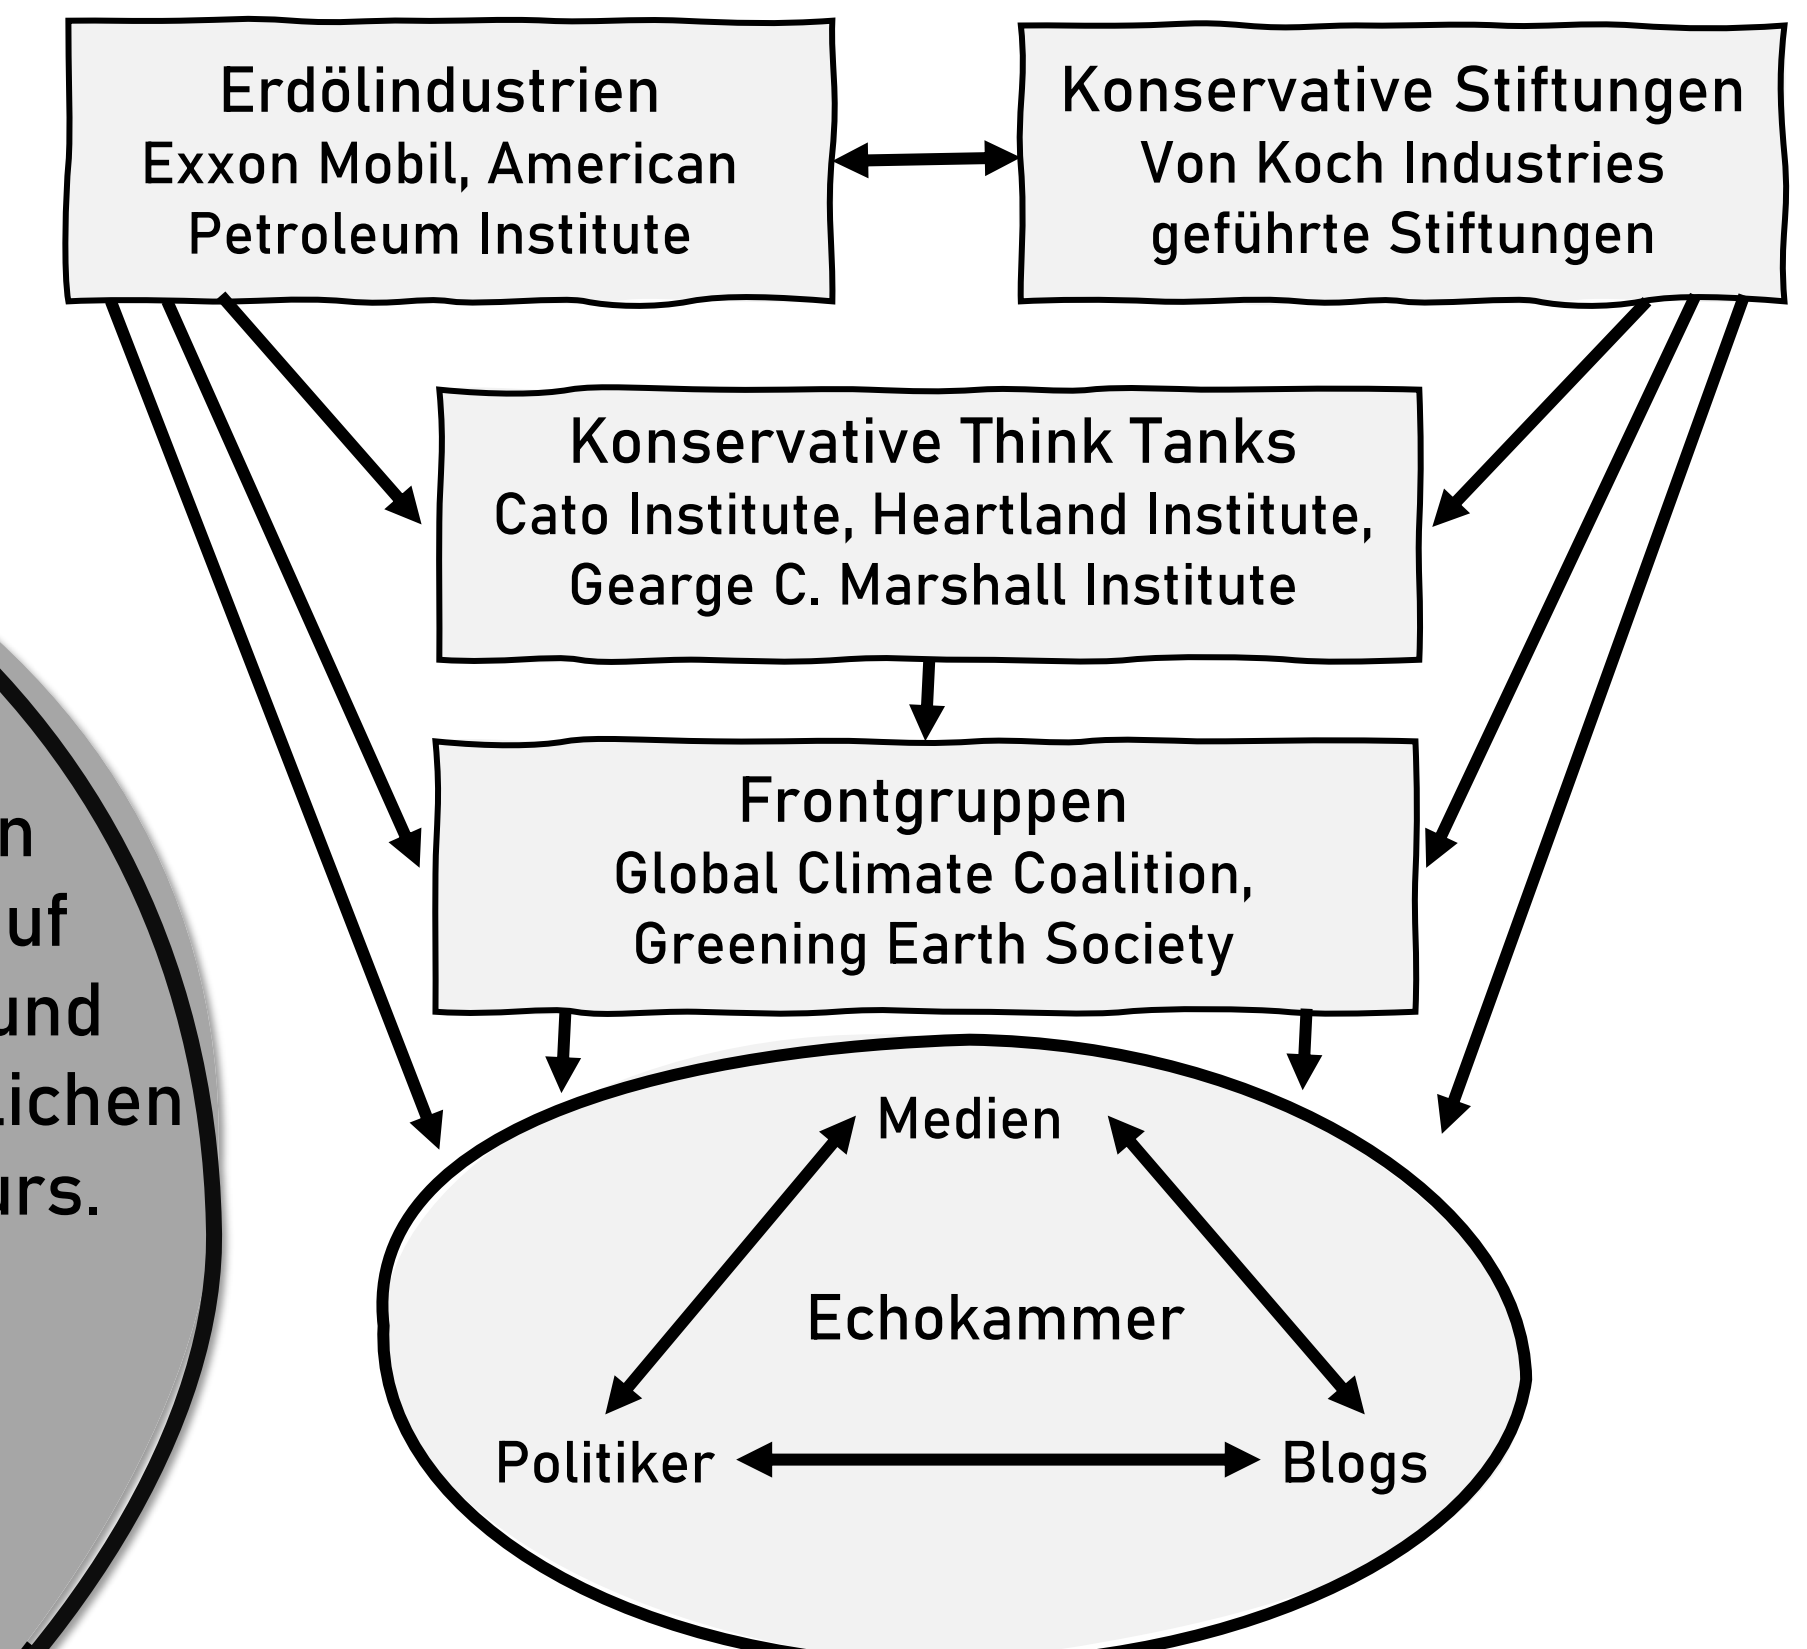 Erdölindustrien
Exxon Mobil, American
Petroleum Institute
Konservative Stiftungen
Von Koch Industries
geführte Stiftungen
Konservative Think Tanks
Cato Institute, Heartland Institute,
Gearge C. Marshall Institute
Frontgruppen
Global Climate Coalition,
Greening Earth Society
und
Medien
Echokammer
Politiker
Blogs